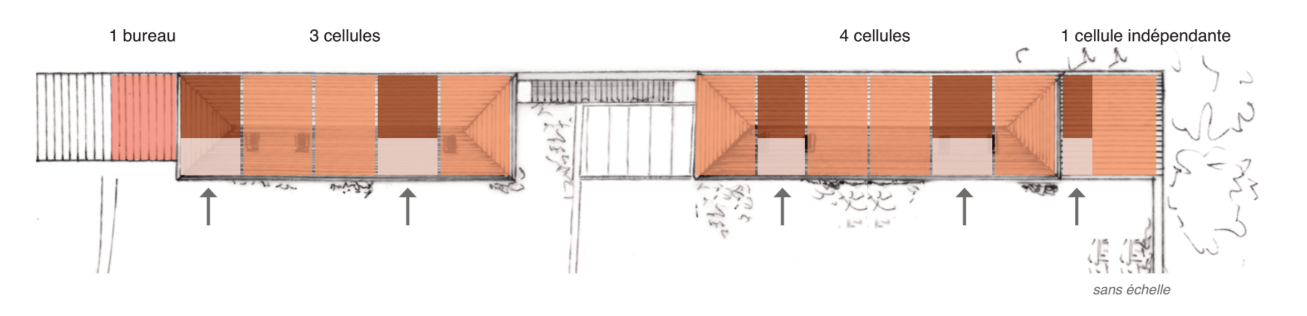 1 bureau
3 cellules
4 cellules
1 cellule indépendante
sans échelle